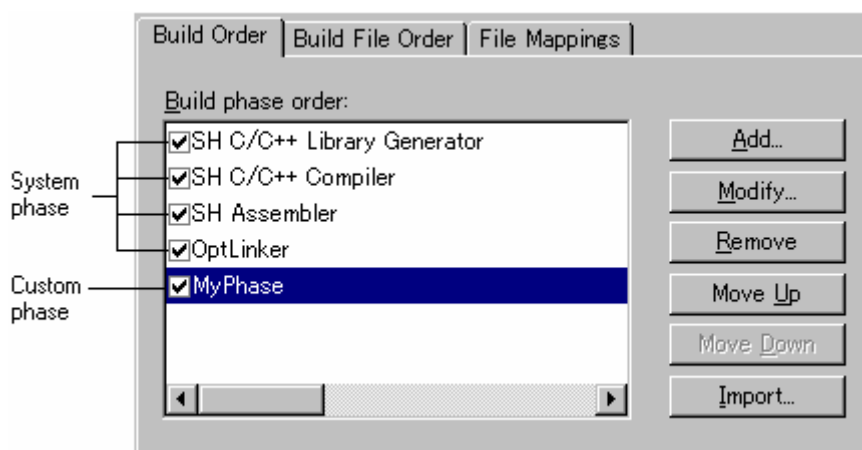 Build Order
Build File Order
File Mappings
Build phase order:
SH C/C++ Library Generator
SH C/C++ Compiler
SH Assembler
OptLinker
MyPhase
System
phase
Custom
phase
Add...
Modify...
Remove
Move Up
Move Down
Import...